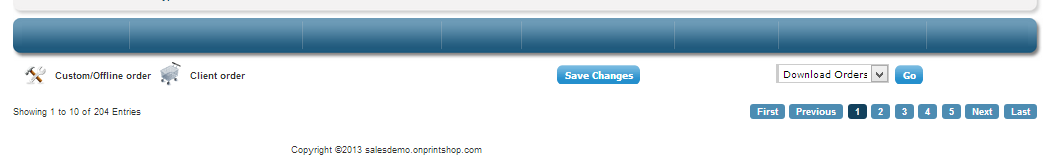 Custom/Offline order Client order Save Changes Download Orders Go
Showing 1 to 10 of 204 Entries First Previous 1 2 3 4 5 Next Last
Copyright ©2013 salesdemo.onprintshop.com